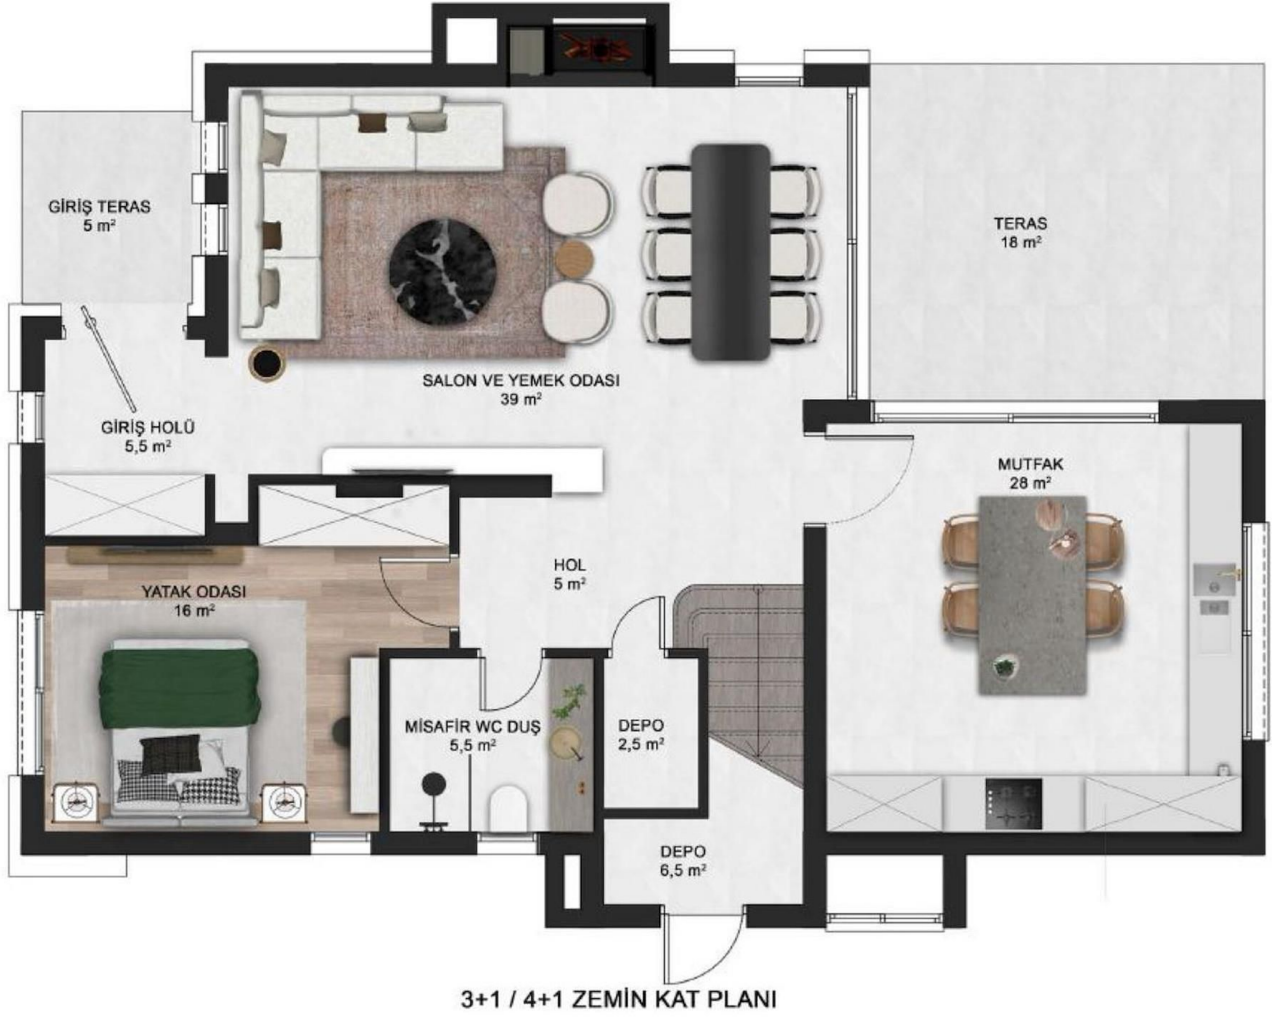 GİRİŞ TERAS
5 m²
TERAS
18 m²
SALON VE YEMEK ODASI
39 m²
GİRİŞ HOLÜ
5,5 m²
MUTFAK
28 m²
HOL
5 m²
YATAK ODASI
16 m²
MİSAFİR WC DUŞ
5,5 m²
DEPO
2,5 m²
DEPO
6,5 m²
3+1 / 4+1 ZEMİN KAT PLANI